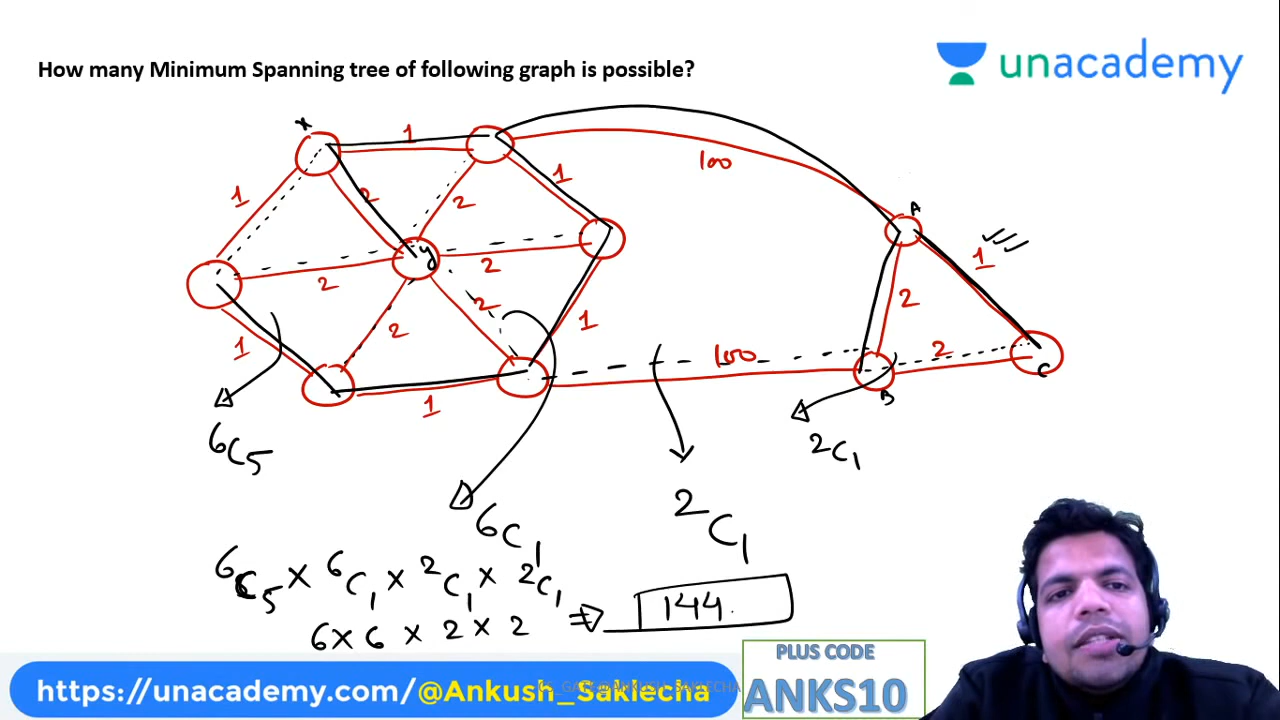 How many Minimum Spanning tree of following graph is possible?
unacademy
x
1
1
2
2
1
100
A
1
y
2
2
2
2
2
1
1
1
100
2
C
B
6C5
6C1
2C1
2C1
6C5 × 6C1 × 2C1 × 2C1
6 × 6 × 2 × 2 ⇒ 144.
PLUS CODE
ANKS10
https://unacademy.com/@Ankush_Saklecha